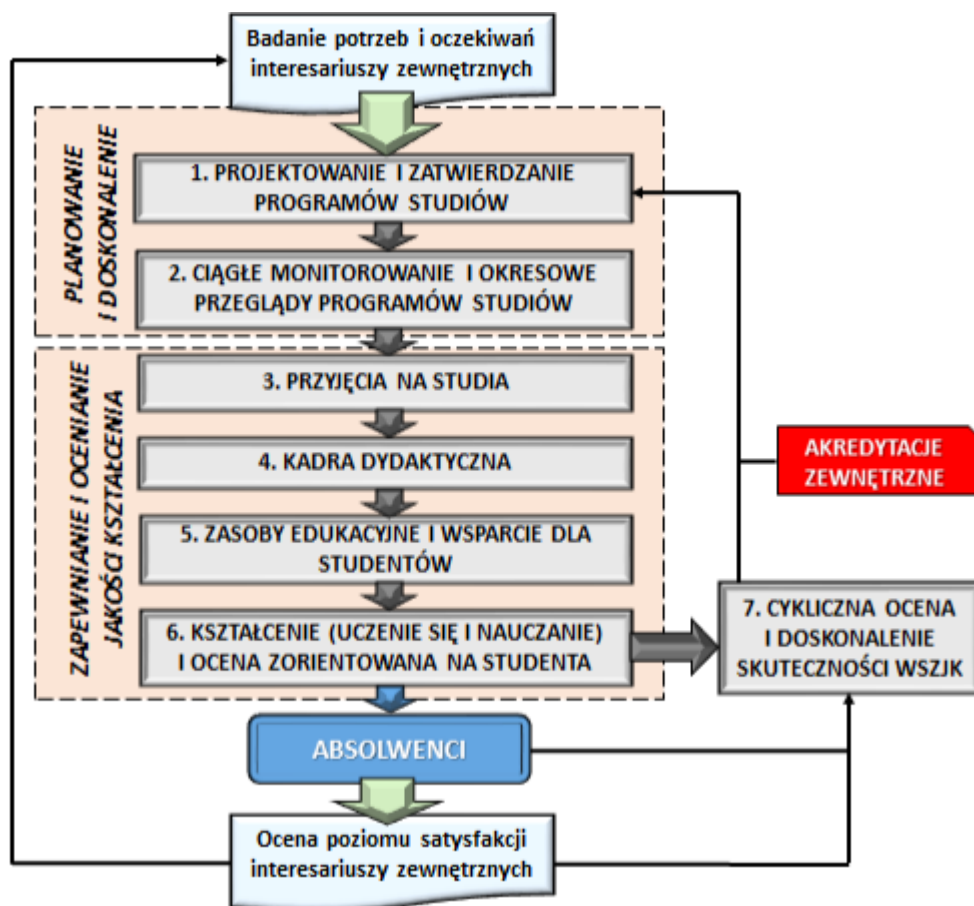 Badanie potrzeb i oczekiwań
interesariuszy zewnętrznych
PLANOWANIE
I DOSKONALENIE
1. PROJEKTOWANIE I ZATWIERDZANIE
PROGRAMÓW STUDIÓW
2. CIĄGŁE MONITOROWANIE I OKRESOWE
PRZEGLĄDY PROGRAMÓW STUDIÓW
ZAPEWNIANIE I OCENIANIE
JAKOŚCI KSZTAŁCENIA
3. PRZYJĘCIA NA STUDIA
4. KADRA DYDAKTYCZNA
5. ZASOBY EDUKACYJNE I WSPARCIE DLA
STUDENTÓW
6. KSZTAŁCENIE (UCZENIE SIĘ I NAUCZANIE)
I OCENA ZORIENTOWANA NA STUDENTA
AKREDYTACJE
ZEWNĘTRZNE
7. CYKLICZNA OCENA
I DOSKONALENIE
SKUTECZNOŚCI WSZJK
ABSOLWENCI
Ocena poziomu satysfakcji
interesariuszy zewnętrznych